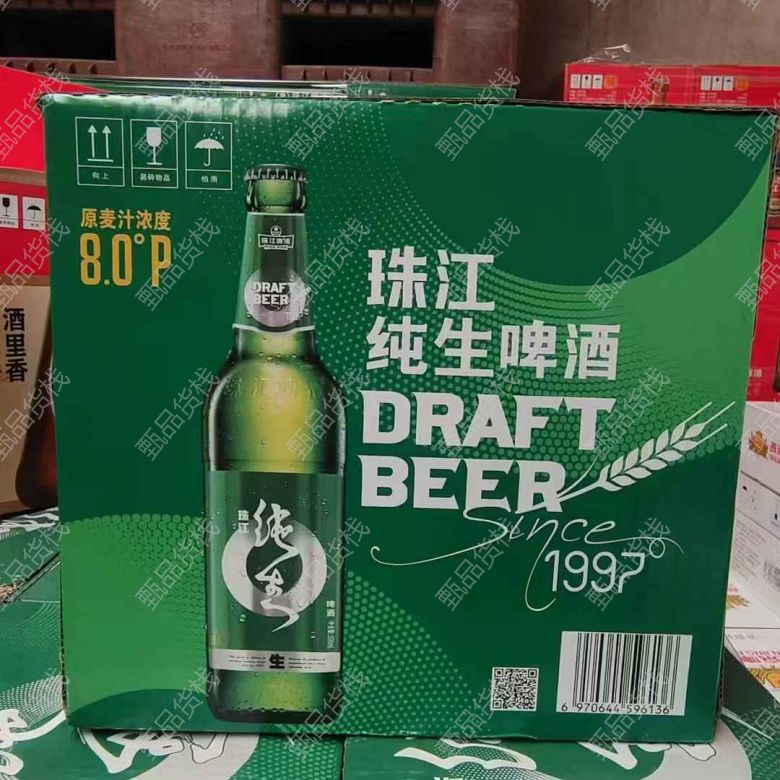 向上
易碎物品
怕雨
原麦汁浓度
8.0°P
珠江啤酒
DRAFT
BEER
珠江
纯生
啤酒
生
珠江
纯生啤酒
DRAFT
BEER
Since
1997
6 970644 596136
酒里香
甄品货栈